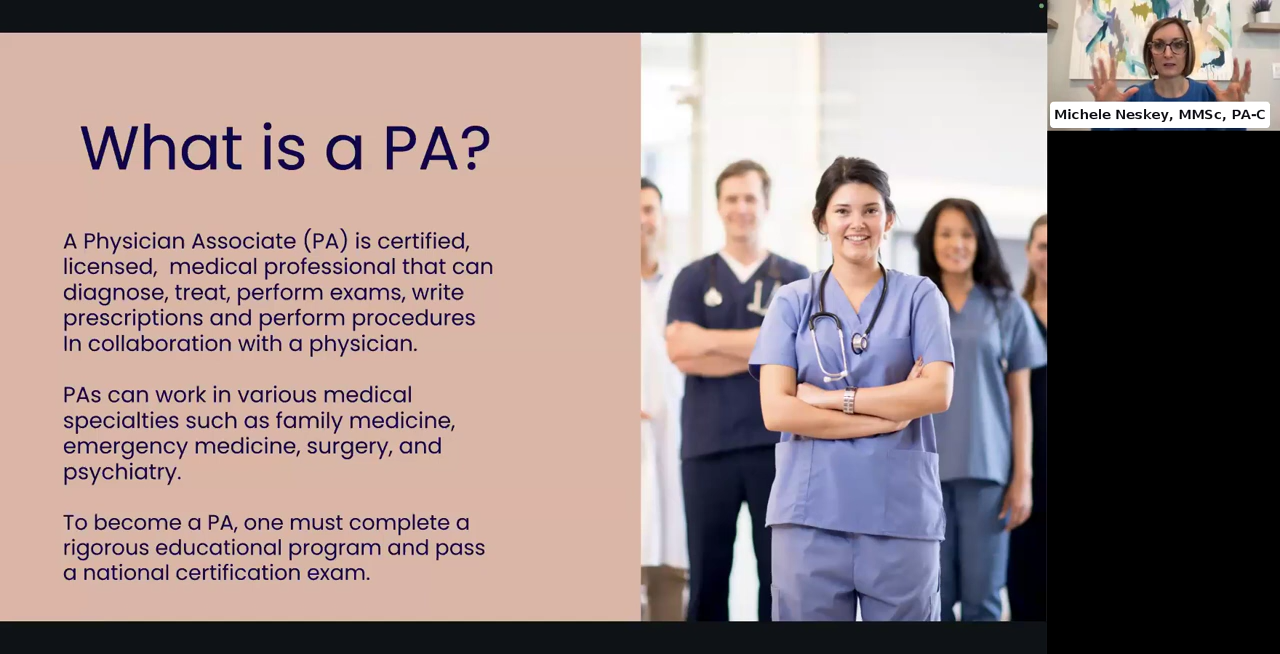 What is a PA?
A Physician Associate (PA) is certified,
licensed,  medical professional that can
diagnose, treat, perform exams, write
prescriptions and perform procedures
In collaboration with a physician.
PAs can work in various medical
specialties such as family medicine,
emergency medicine, surgery, and
psychiatry.
To become a PA, one must complete a
rigorous educational program and pass
a national certification exam.
Michele Neskey, MMSc, PA-C